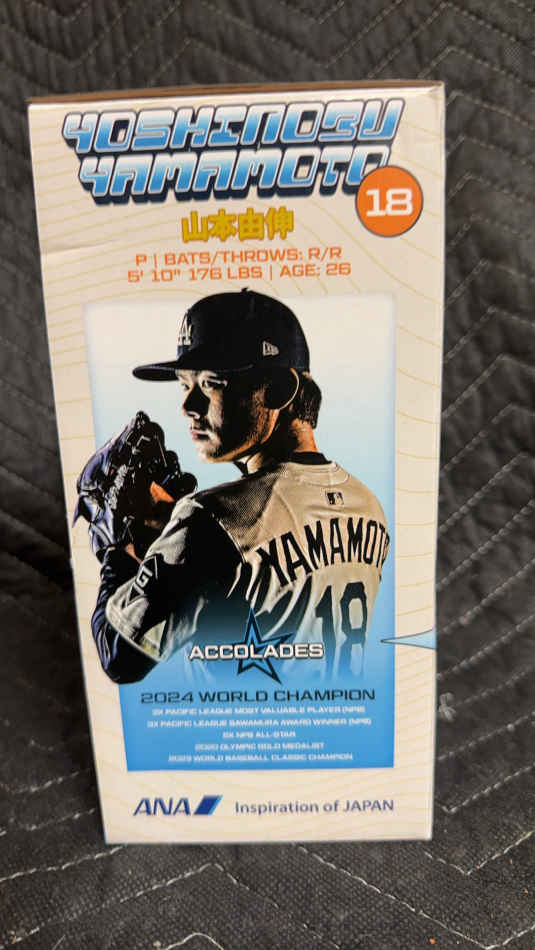 YOSHINOBU
YAMAMOTO
18
山本由伸
P | BATS/THROWS: R/R
5' 10" 176 LBS | AGE: 26
LA
YAMAMOTO
18
ACCOLADES
2024 WORLD CHAMPION
3X PACIFIC LEAGUE MOST VALUABLE PLAYER (NPB)
3X PACIFIC LEAGUE SAWAMURA AWARD WINNER (NPB)
5X NPB ALL-STAR
2020 OLYMPIC GOLD MEDALIST
2023 WORLD BASEBALL CLASSIC CHAMPION
ANA Inspiration of JAPAN